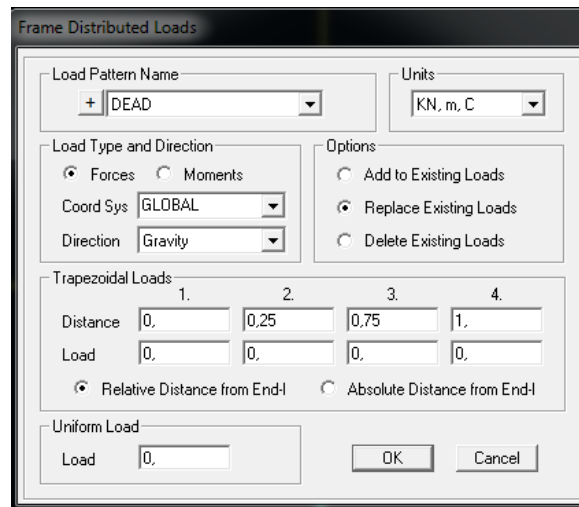 Frame Distributed Loads
Load Pattern Name
+ DEAD
Units
KN, m, C
Load Type and Direction
Forces Moments
Coord Sys GLOBAL
Direction Gravity
Options
Add to Existing Loads
Replace Existing Loads
Delete Existing Loads
Trapezoidal Loads
1. 2. 3. 4.
Distance 0, 0,25 0,75 1,
Load 0, 0, 0, 0,
Relative Distance from End-I Absolute Distance from End-I
Uniform Load
Load 0,
OK Cancel